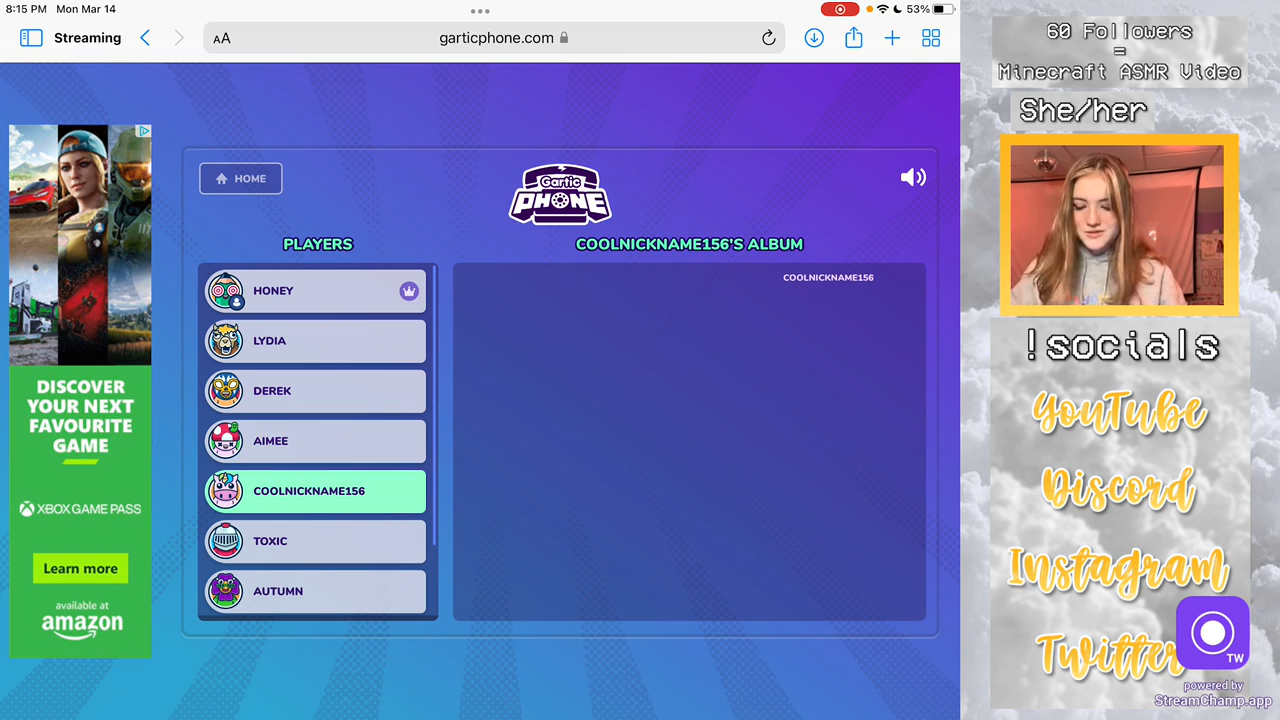 8:15 PM Mon Mar 14
53%
Streaming
AA
garticphone.com
HOME
Gartic
PHONE
PLAYERS
COOLNICKNAME156'S ALBUM
HONEY
LYDIA
DEREK
AIMEE
COOLNICKNAME156
TOXIC
AUTUMN
COOLNICKNAME156
DISCOVER
YOUR NEXT
FAVOURITE
GAME
XBOX GAME PASS
Learn more
available at
amazon
60 Followers
=
Minecraft ASMR Video
She/her
!socials
YouTube
Discord
Instagram
Twitter
TW
powered by
StreamChamp.app